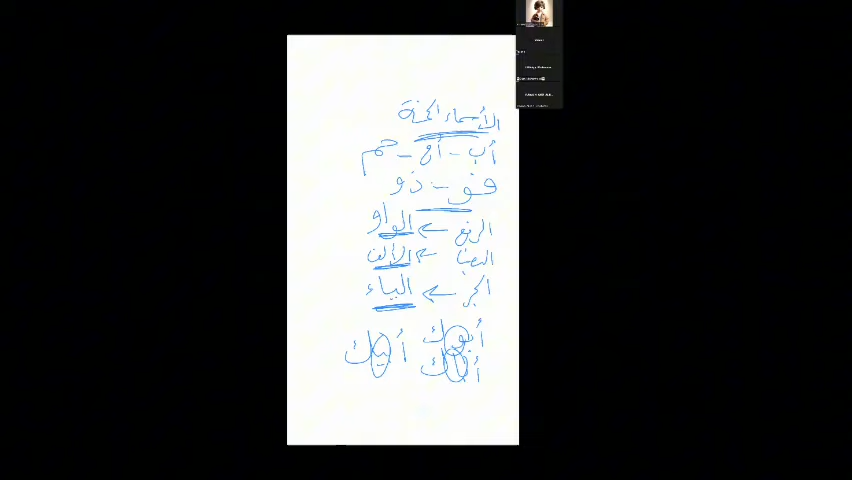 الأسماء الخمسة
أب - أخ - حم
فو - ذو
الرفع ← الواو
النصب ← الألف
الجر ← الياء
أبوك
أباك أبيك